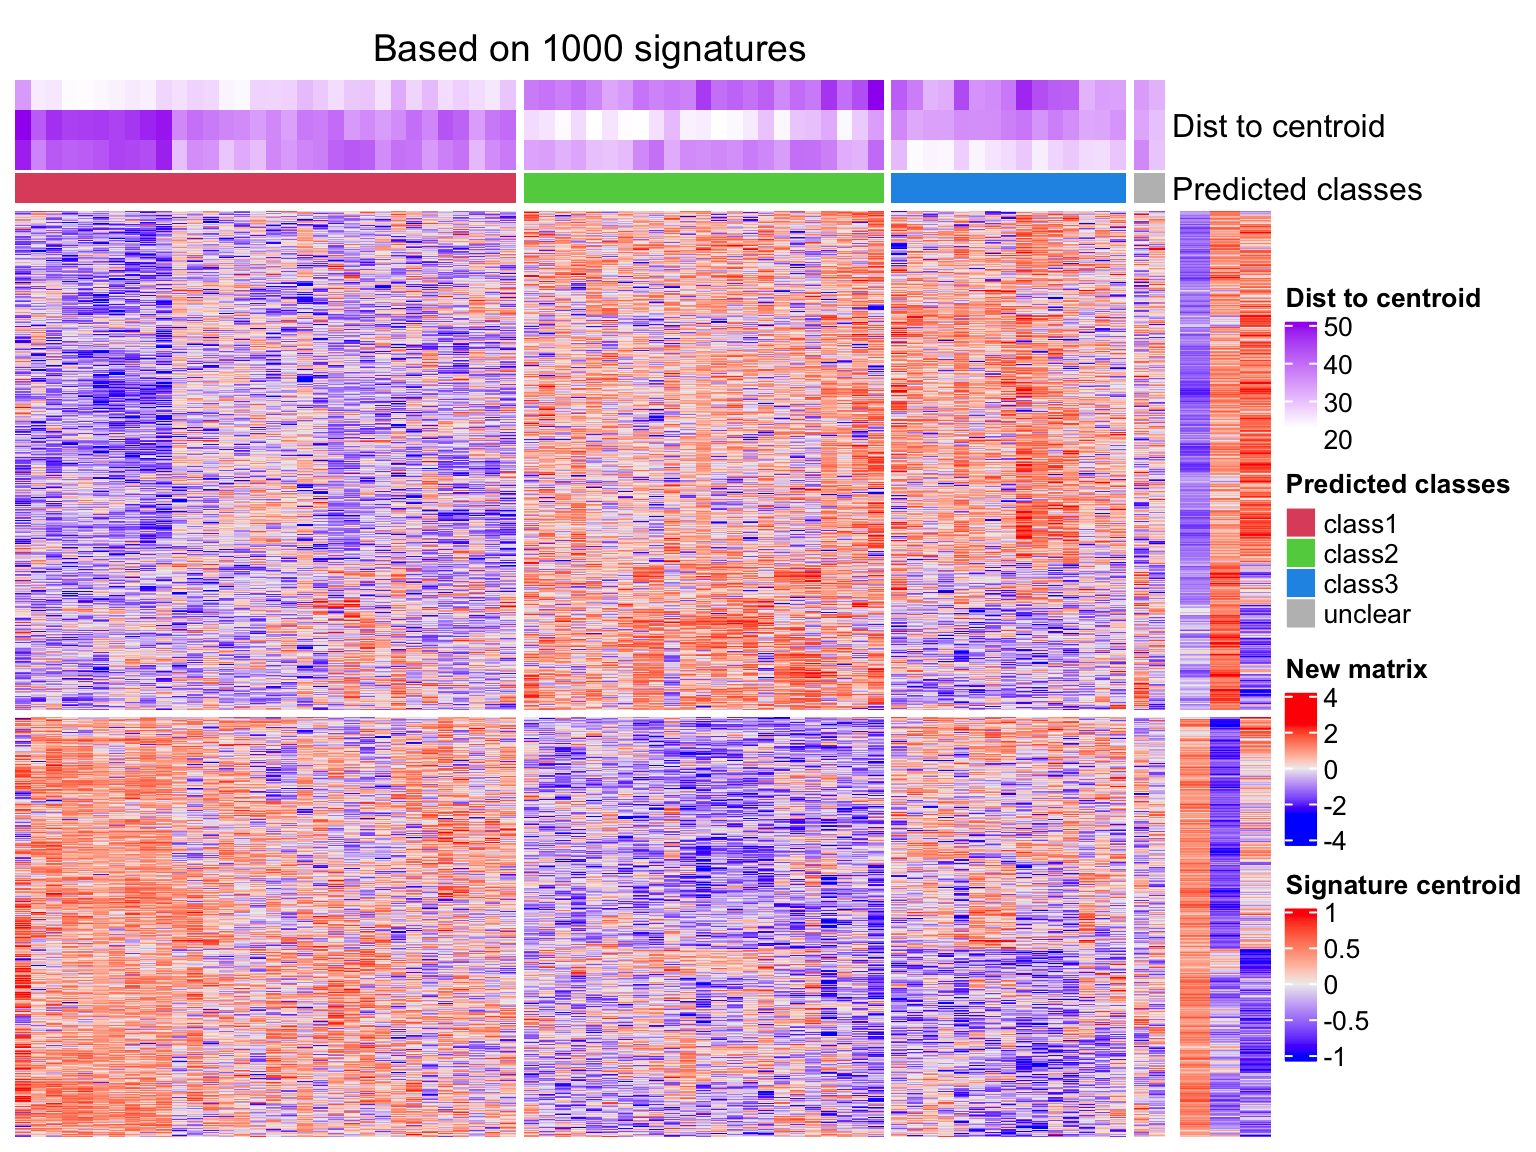 Based on 1000 signatures
Dist to centroid
Predicted classes
Dist to centroid
50
40
30
20
Predicted classes
class1
class2
class3
unclear
New matrix
4
2
0
-2
-4
Signature centroid
1
0.5
0
-0.5
-1